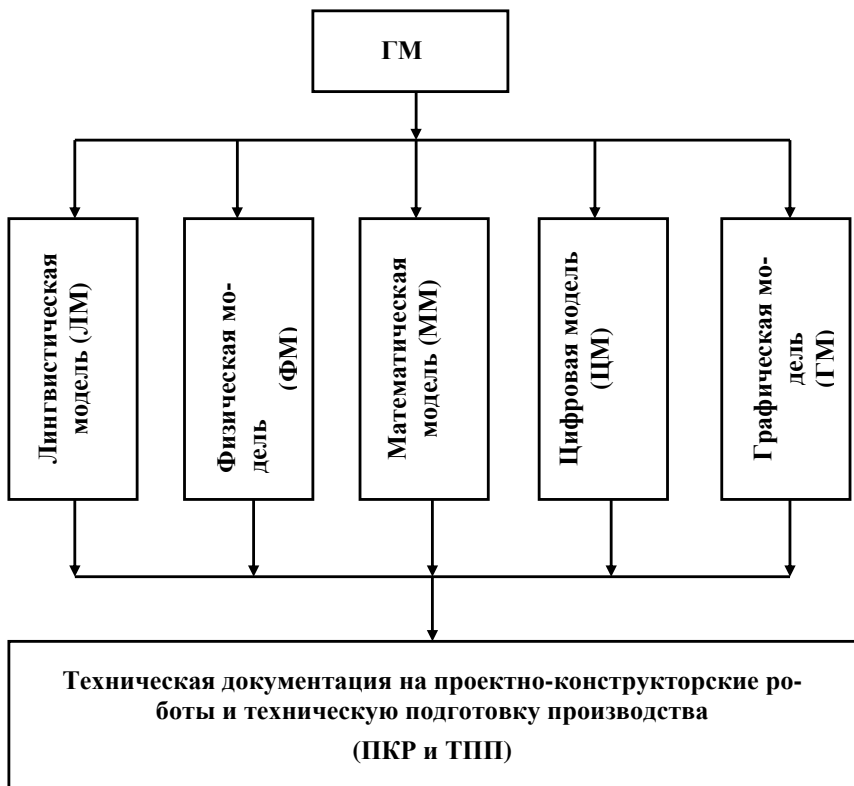 ГМ
Лингвистическая
модель (ЛМ)
Физическая мо-
дель (ФМ)
Математическая
модель (ММ)
Цифровая модель
(ЦМ)
Графическая мо-
дель
(ГМ)
Техническая документация на проектно-конструкторские ро-
боты и техническую подготовку производства
(ПКР и ТПП)